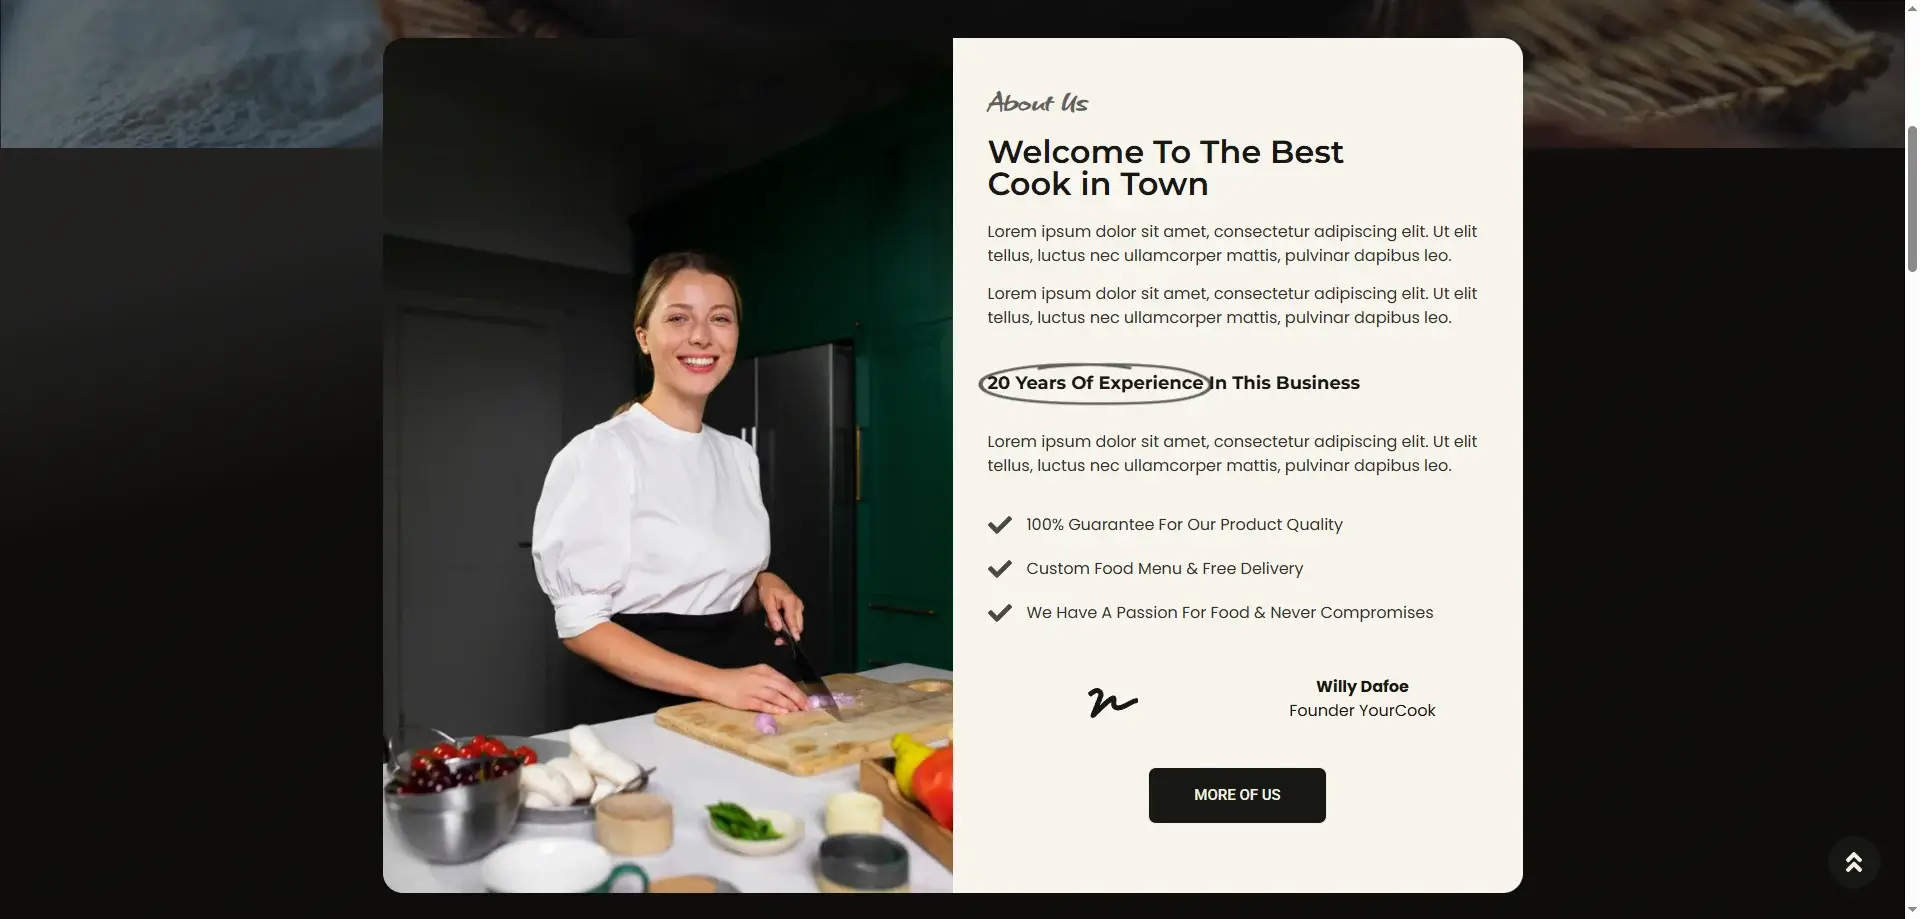 About Us
Welcome To The Best
Cook in Town
Lorem ipsum dolor sit amet, consectetur adipiscing elit. Ut elit
tellus, luctus nec ullamcorper mattis, pulvinar dapibus leo.
Lorem ipsum dolor sit amet, consectetur adipiscing elit. Ut elit
tellus, luctus nec ullamcorper mattis, pulvinar dapibus leo.
20 Years Of Experience In This Business
Lorem ipsum dolor sit amet, consectetur adipiscing elit. Ut elit
tellus, luctus nec ullamcorper mattis, pulvinar dapibus leo.
100% Guarantee For Our Product Quality
Custom Food Menu & Free Delivery
We Have A Passion For Food & Never Compromises
Willy Dafoe
Founder YourCook
MORE OF US